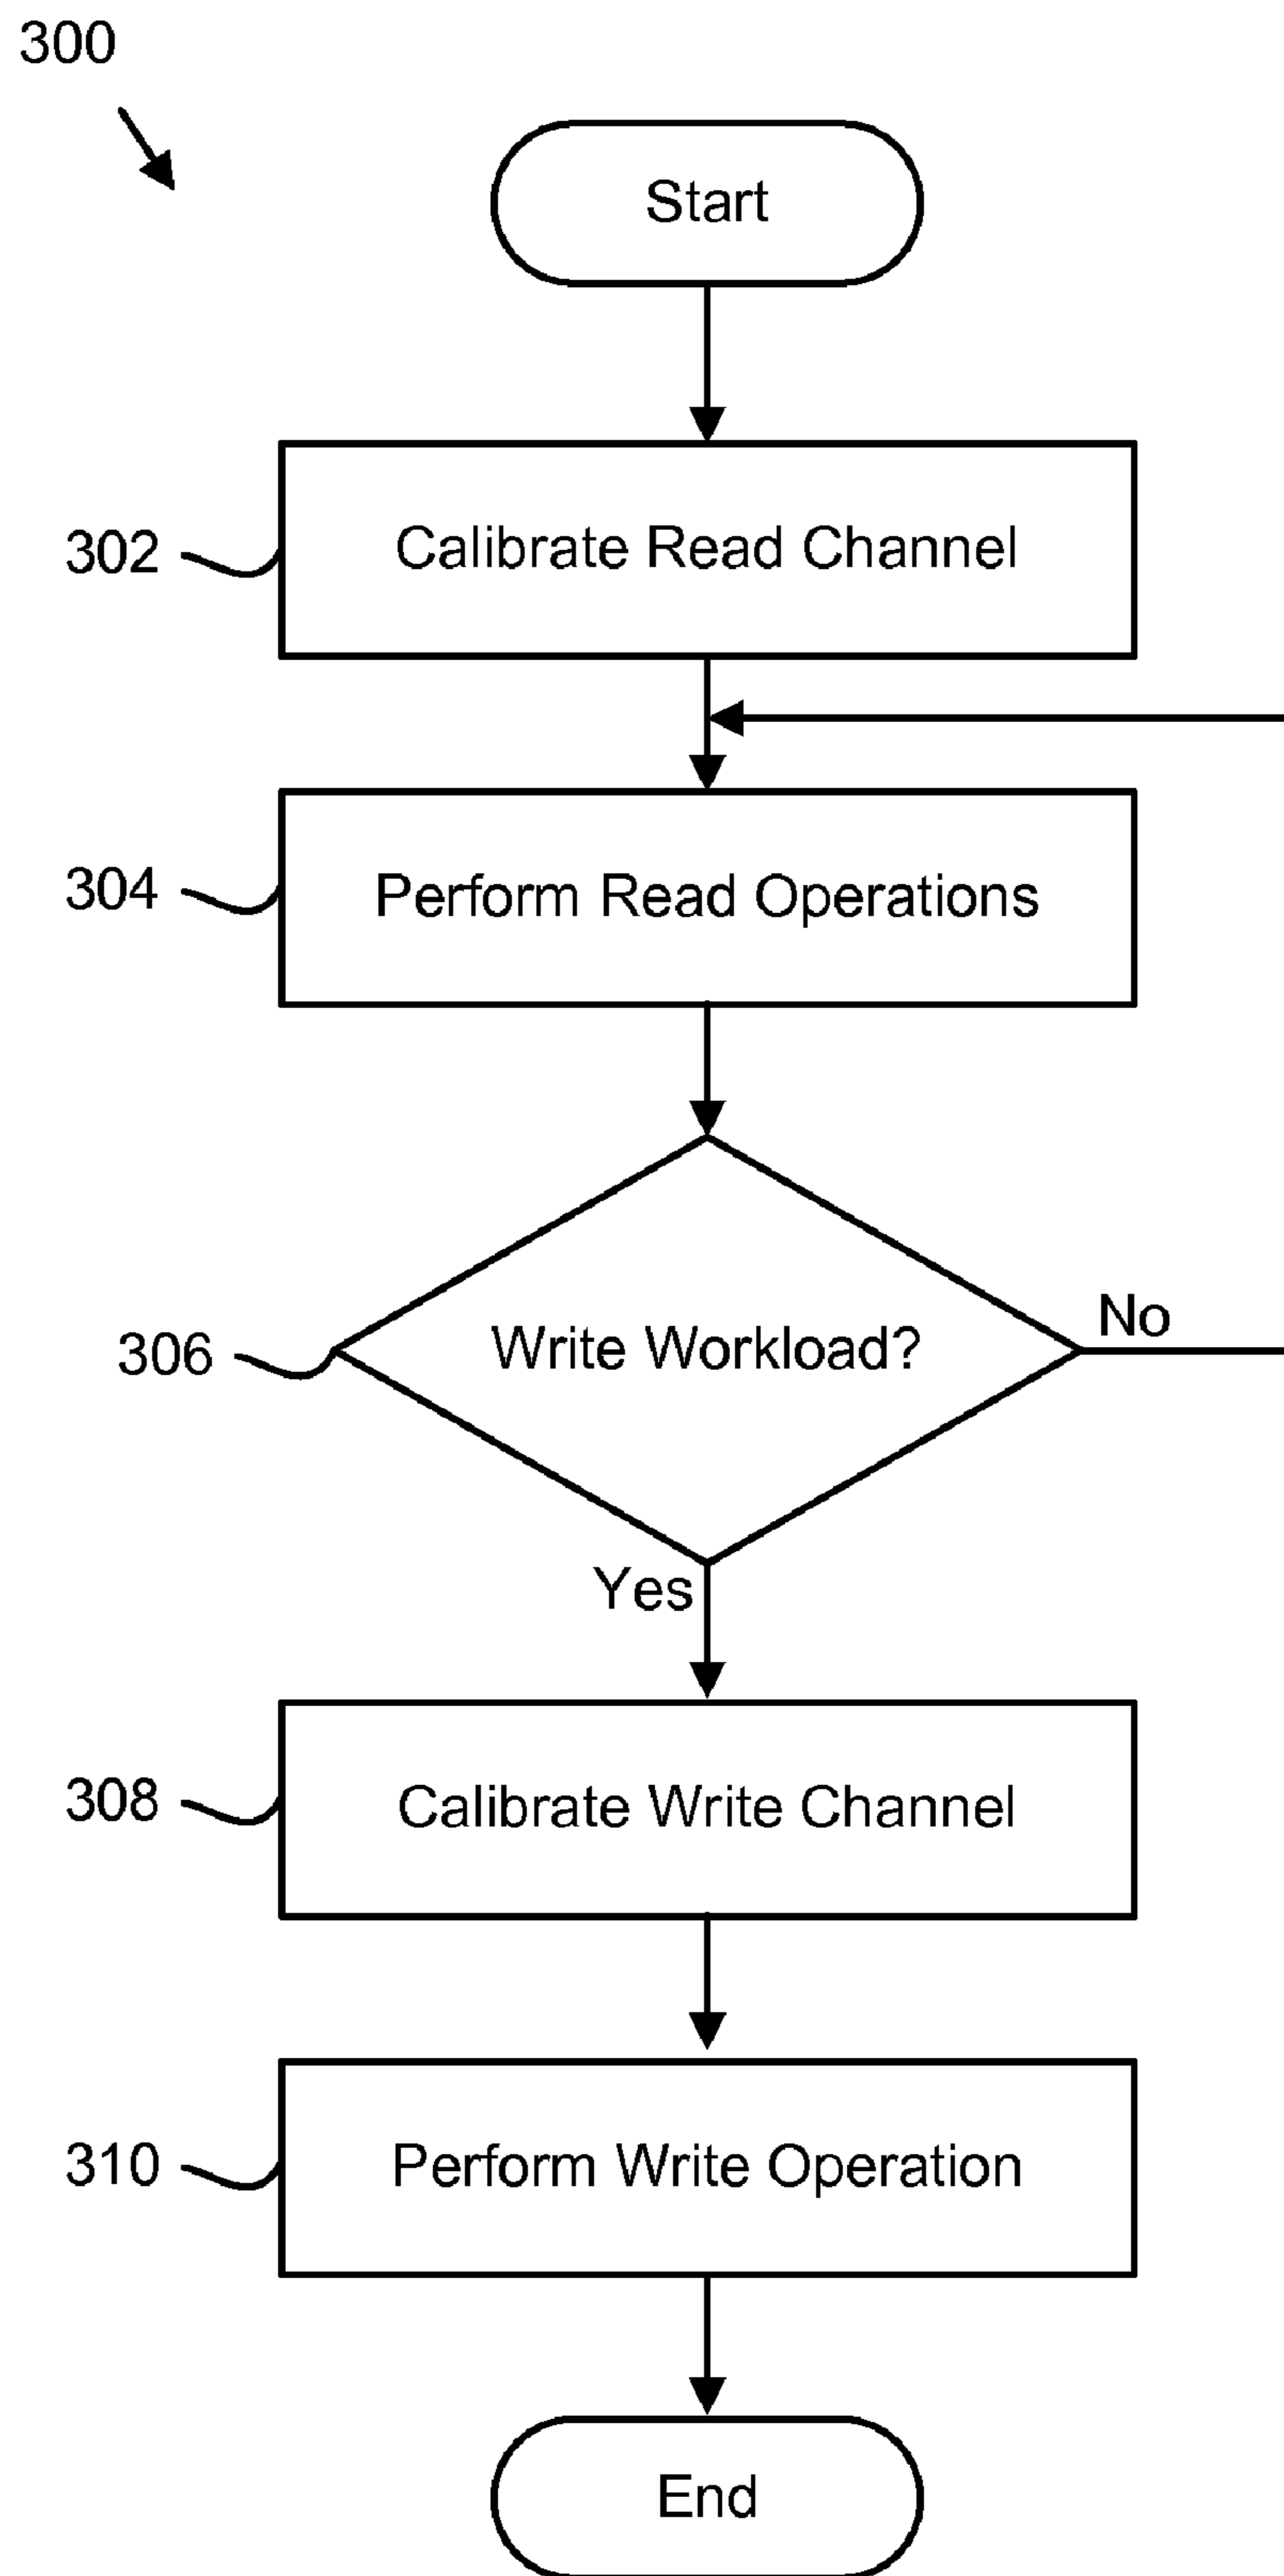 300
Start
302
Calibrate Read Channel
304
Perform Read Operations
306
Write Workload?
No
Yes
308
Calibrate Write Channel
310
Perform Write Operation
End